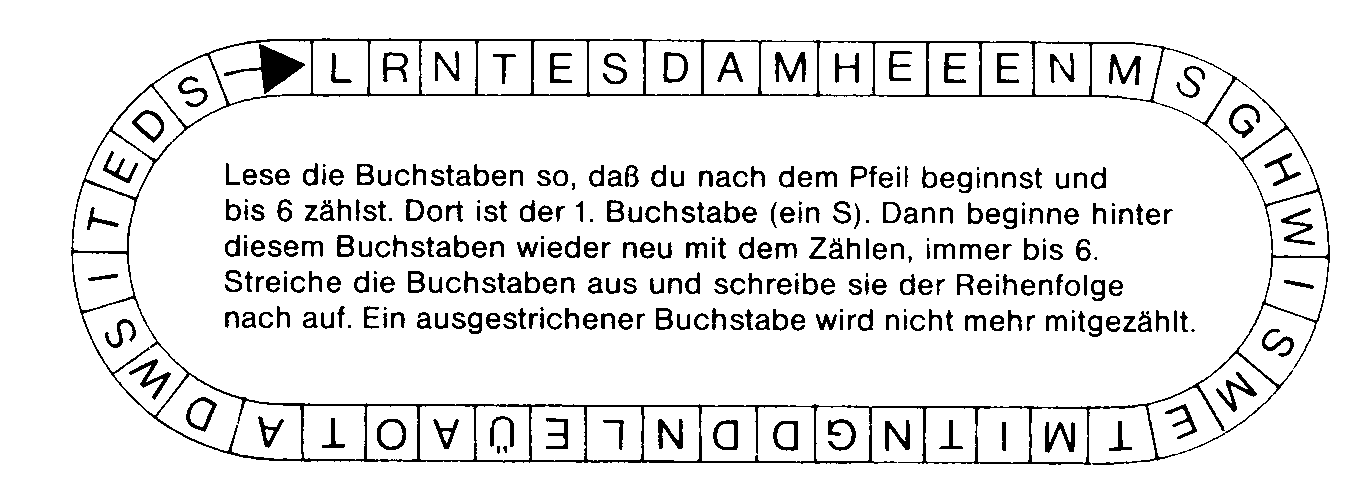 L R N T E S D A M H E E E N M S G H W I S M E T M I T N G D D N L E Ü A O T A D W S I T E D S
Lese die Buchstaben so, daß du nach dem Pfeil beginnst und
bis 6 zählst. Dort ist der 1. Buchstabe (ein S). Dann beginne hinter
diesem Buchstaben wieder neu mit dem Zählen, immer bis 6.
Streiche die Buchstaben aus und schreibe sie der Reihenfolge
nach auf. Ein ausgestrichener Buchstabe wird nicht mehr mitgezählt.